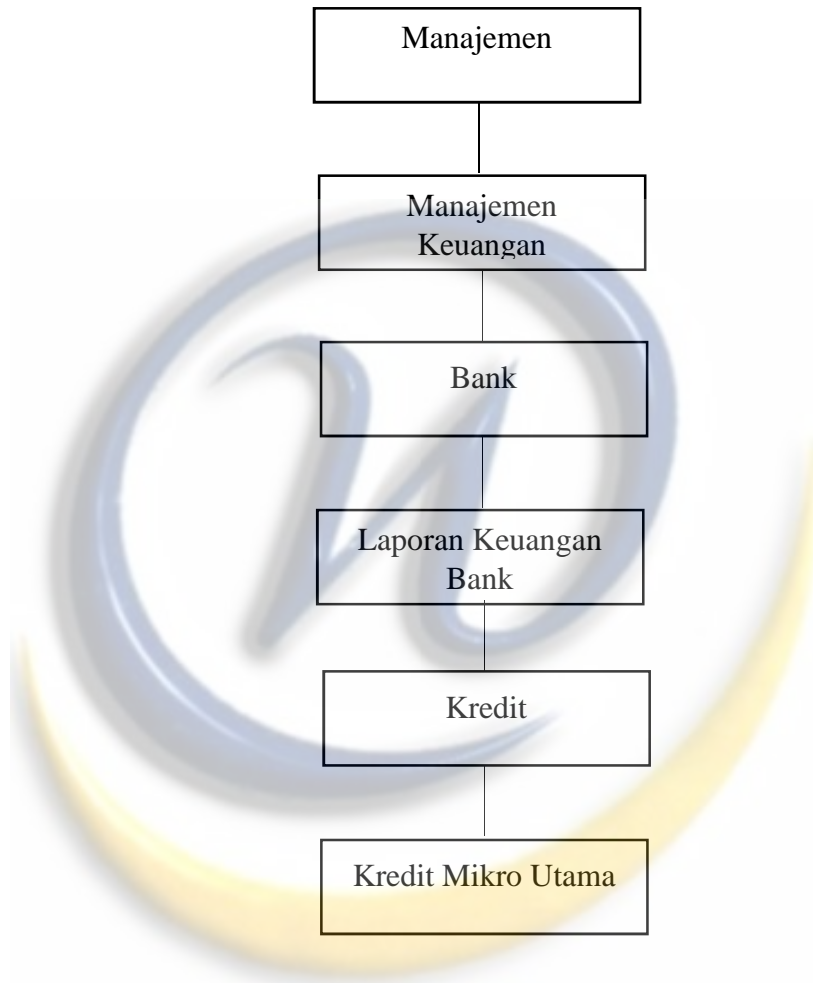 Manajemen
Manajemen
Keuangan
Bank
Laporan Keuangan
Bank
Kredit
Kredit Mikro Utama